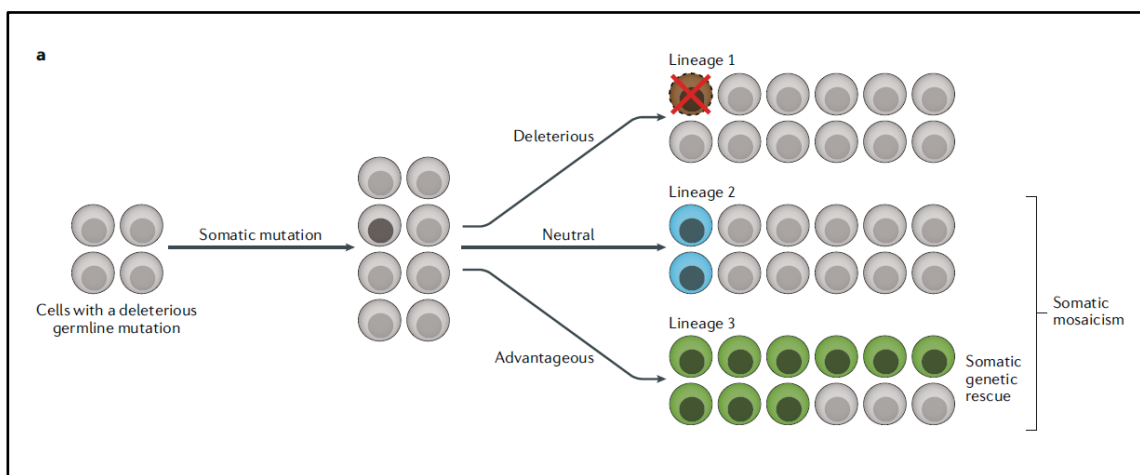 a
Lineage 1
Deleterious
Lineage 2
Somatic mutation
Neutral
Cells with a deleterious
germline mutation
Somatic
mosaicism
Lineage 3
Advantageous
Somatic
genetic
rescue